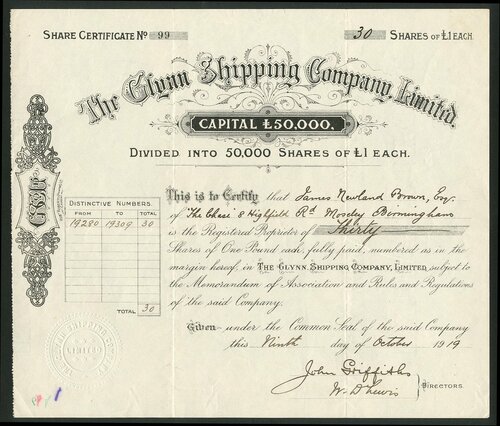 SHARE CERTIFICATE No 99
30 SHARES OF £1 EACH.
The Glynn Shipping Company, Limited.
CAPITAL £50,000.
DIVIDED INTO 50,000 SHARES OF £1 EACH.
This is to Certify that James Newland Brown, Esq.
of "The Chase" 8 Highfield Rd Mosely Bermingham
is the Registered Proprietor of Thirty
Shares of One Pound each, fully paid, numbered as in the
margin hereof, in THE GLYNN SHIPPING COMPANY, LIMITED subject to
the Memorandum of Association and Rules and Regulations
of the said Company.
Given under the Common Seal of the said Company
this Ninth day of October 1919
John Griffiths
W. D. Lewis
DIRECTORS.
DISTINCTIVE NUMBERS.
FROM TO TOTAL
19280 19309 30
TOTAL 30